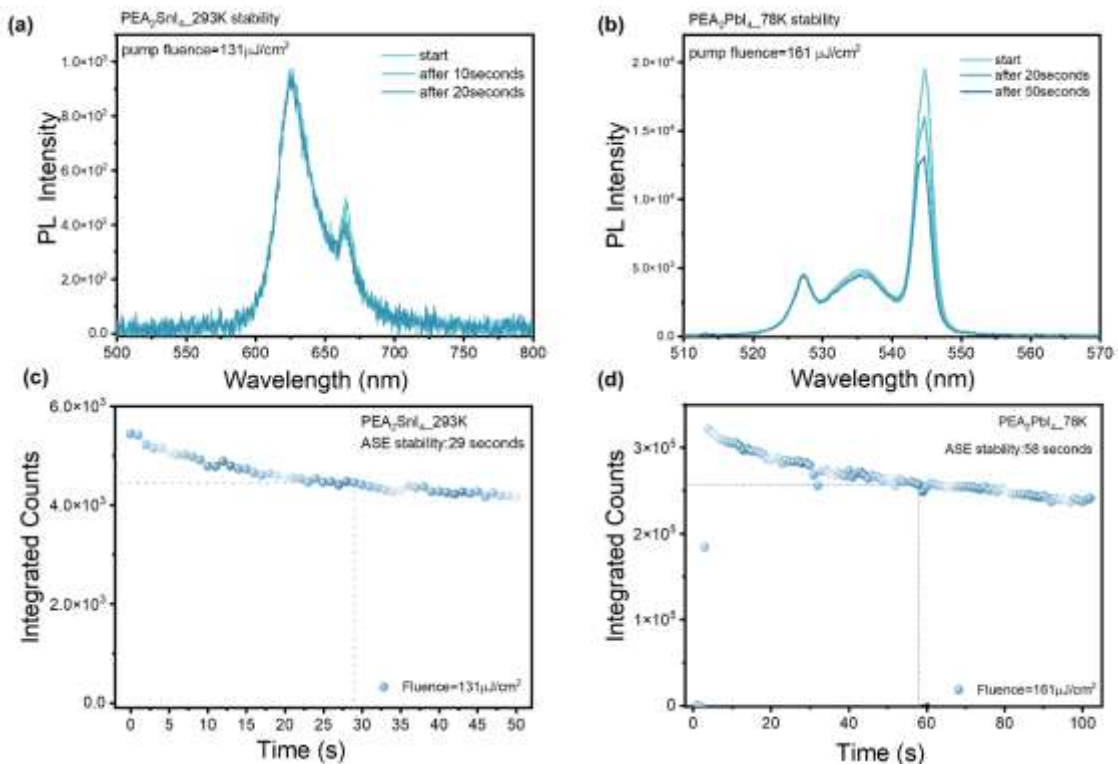 (a)
PEA₂SnI₄_293K stability
pump fluence=131μJ/cm²
start
after 10seconds
after 20seconds
1.0×10³
8.0×10²
6.0×10²
4.0×10²
2.0×10²
0.0
PL Intensity
500 550 600 650 700 750 800
Wavelength (nm)
(b)
PEA₂PbI₄_78K stability
pump fluence=161 μJ/cm²
start
after 20seconds
after 50seconds
2.0×10⁴
1.5×10⁴
1.0×10⁴
5.0×10³
0.0
PL Intensity
510 520 530 540 550 560 570
Wavelength (nm)
(c)
PEA₂SnI₄_293K
ASE stability:29 seconds
6.0×10³
4.0×10³
2.0×10³
0.0
Integrated Counts
Fluence=131μJ/cm²
0 5 10 15 20 25 30 35 40 45 50
Time (s)
(d)
PEA₂PbI₄_78K
ASE stability:58 seconds
3×10⁵
2×10⁵
1×10⁵
0
Integrated Counts
Fluence=161μJ/cm²
0 20 40 60 80 100
Time (s)